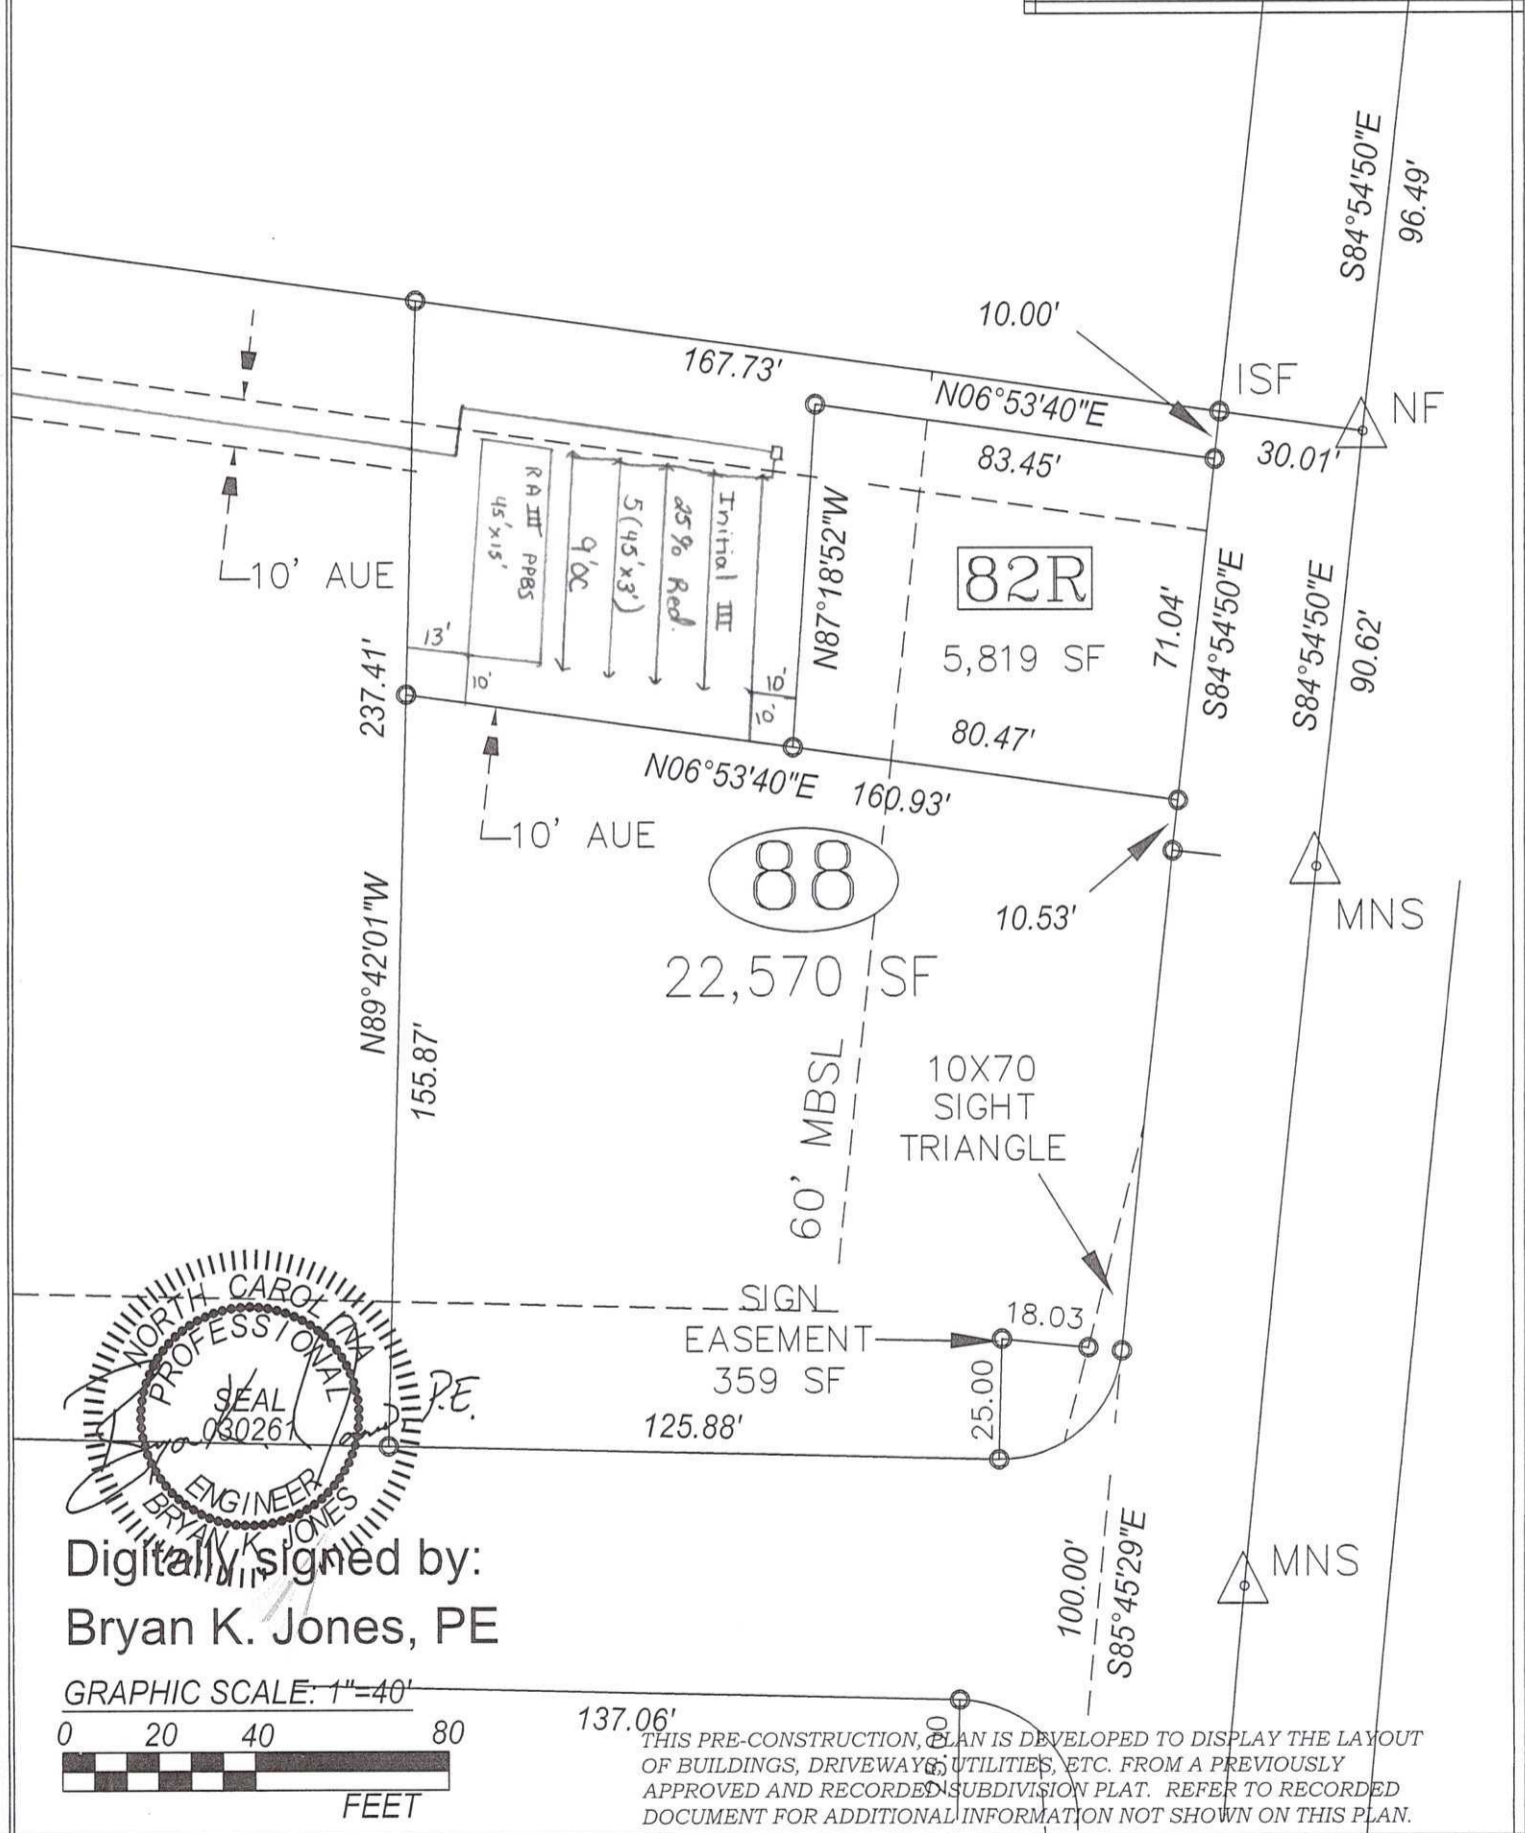 S84°54'50"E
96.49'
10.00'
167.73'
ISF
N06°53'40"E
NF
83.45'
30.01'
10' AUE
RA III PPBS
45'x15'
9'OC
5(45'x3')
25% Red.
Initial III
N87°18'52"W
82R
5,819 SF
71.04'
S84°54'50"E
S84°54'50"E
90.62'
13'
10'
10'
10'
237.41'
80.47'
N06°53'40"E
160.93'
10' AUE
88
10.53'
MNS
22,570 SF
N89°42'01"W
155.87'
60' MBSL
10X70
SIGHT
TRIANGLE
SIGN
EASEMENT
359 SF
18.03
25.00
125.88'
NORTH CAROLINA
PROFESSIONAL
SEAL
030261
ENGINEER
BRYAN K. JONES
P.E.
100.00'
S85°45'29"E
MNS
Digitally signed by:
Bryan K. Jones, PE
GRAPHIC SCALE: 1"=40'
0 20 40 80
FEET
137.06'
25.00
THIS PRE-CONSTRUCTION, PLAN IS DEVELOPED TO DISPLAY THE LAYOUT
OF BUILDINGS, DRIVEWAYS, UTILITIES, ETC. FROM A PREVIOUSLY
APPROVED AND RECORDED SUBDIVISION PLAT. REFER TO RECORDED
DOCUMENT FOR ADDITIONAL INFORMATION NOT SHOWN ON THIS PLAN.